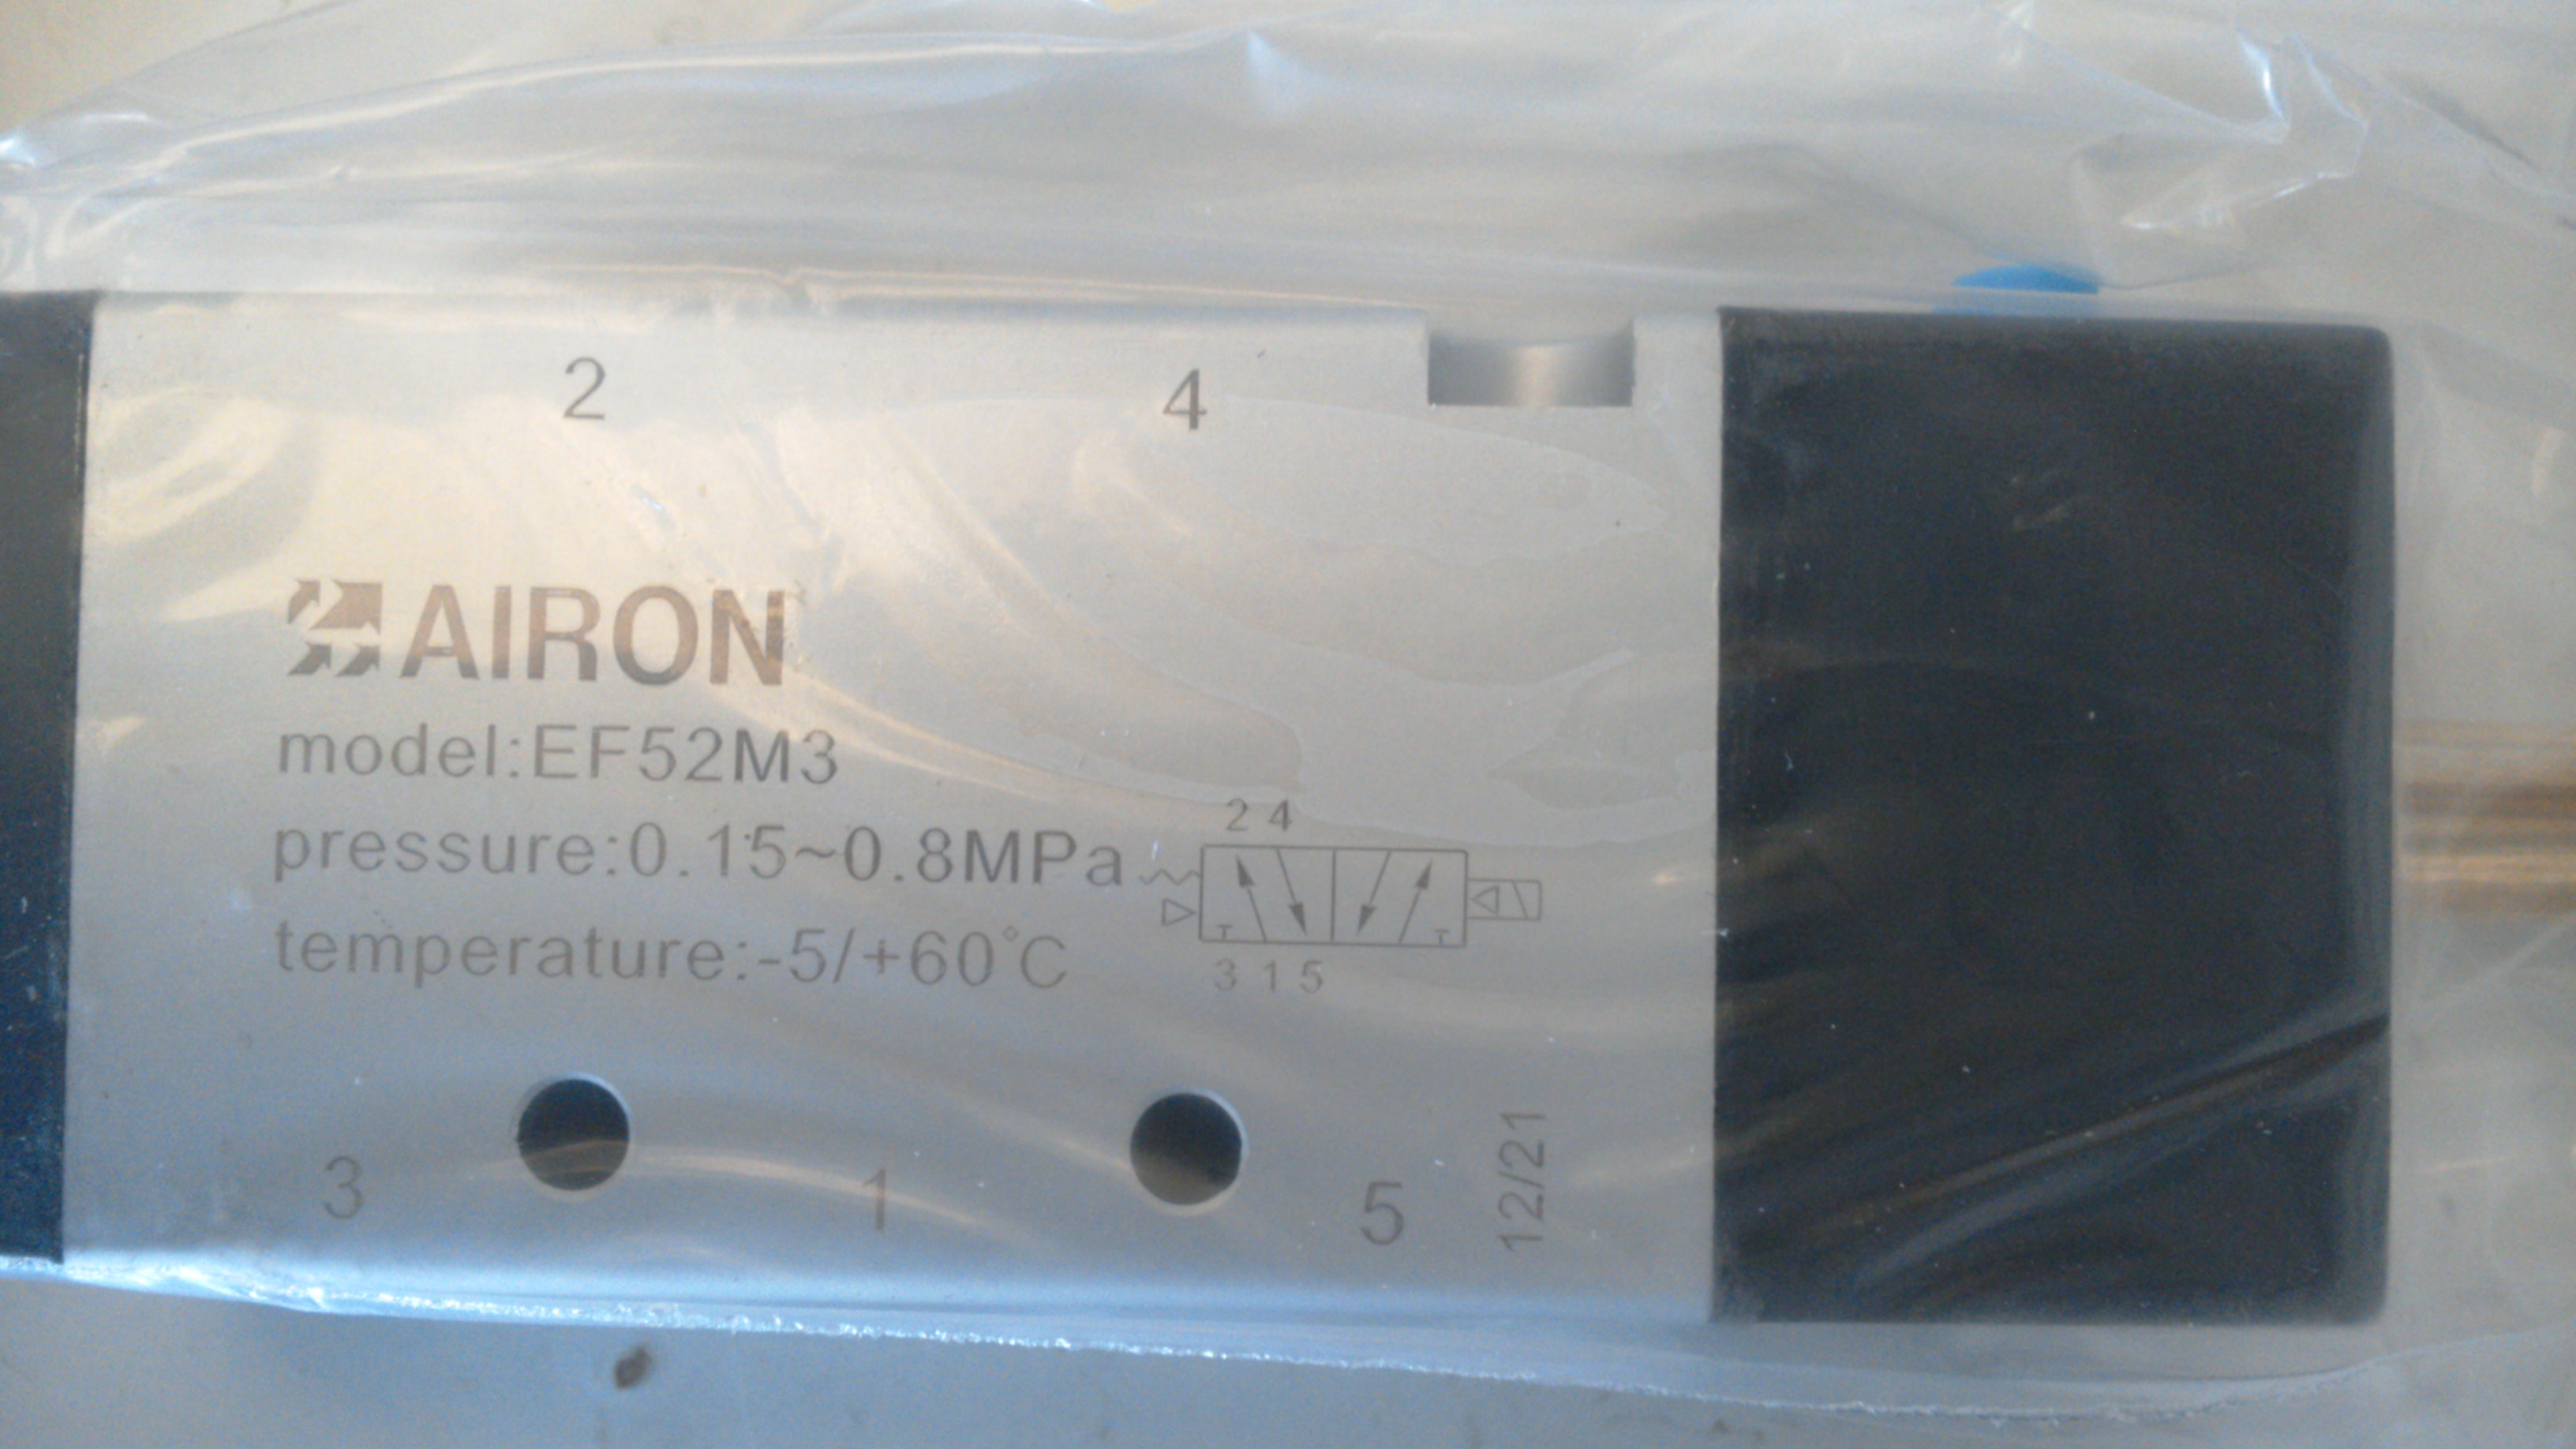 2 4
AIRON
model:EF52M3
pressure:0.15~0.8MPa
temperature:-5/+60°C
2 4
3 1 5
3 1 5
12/21